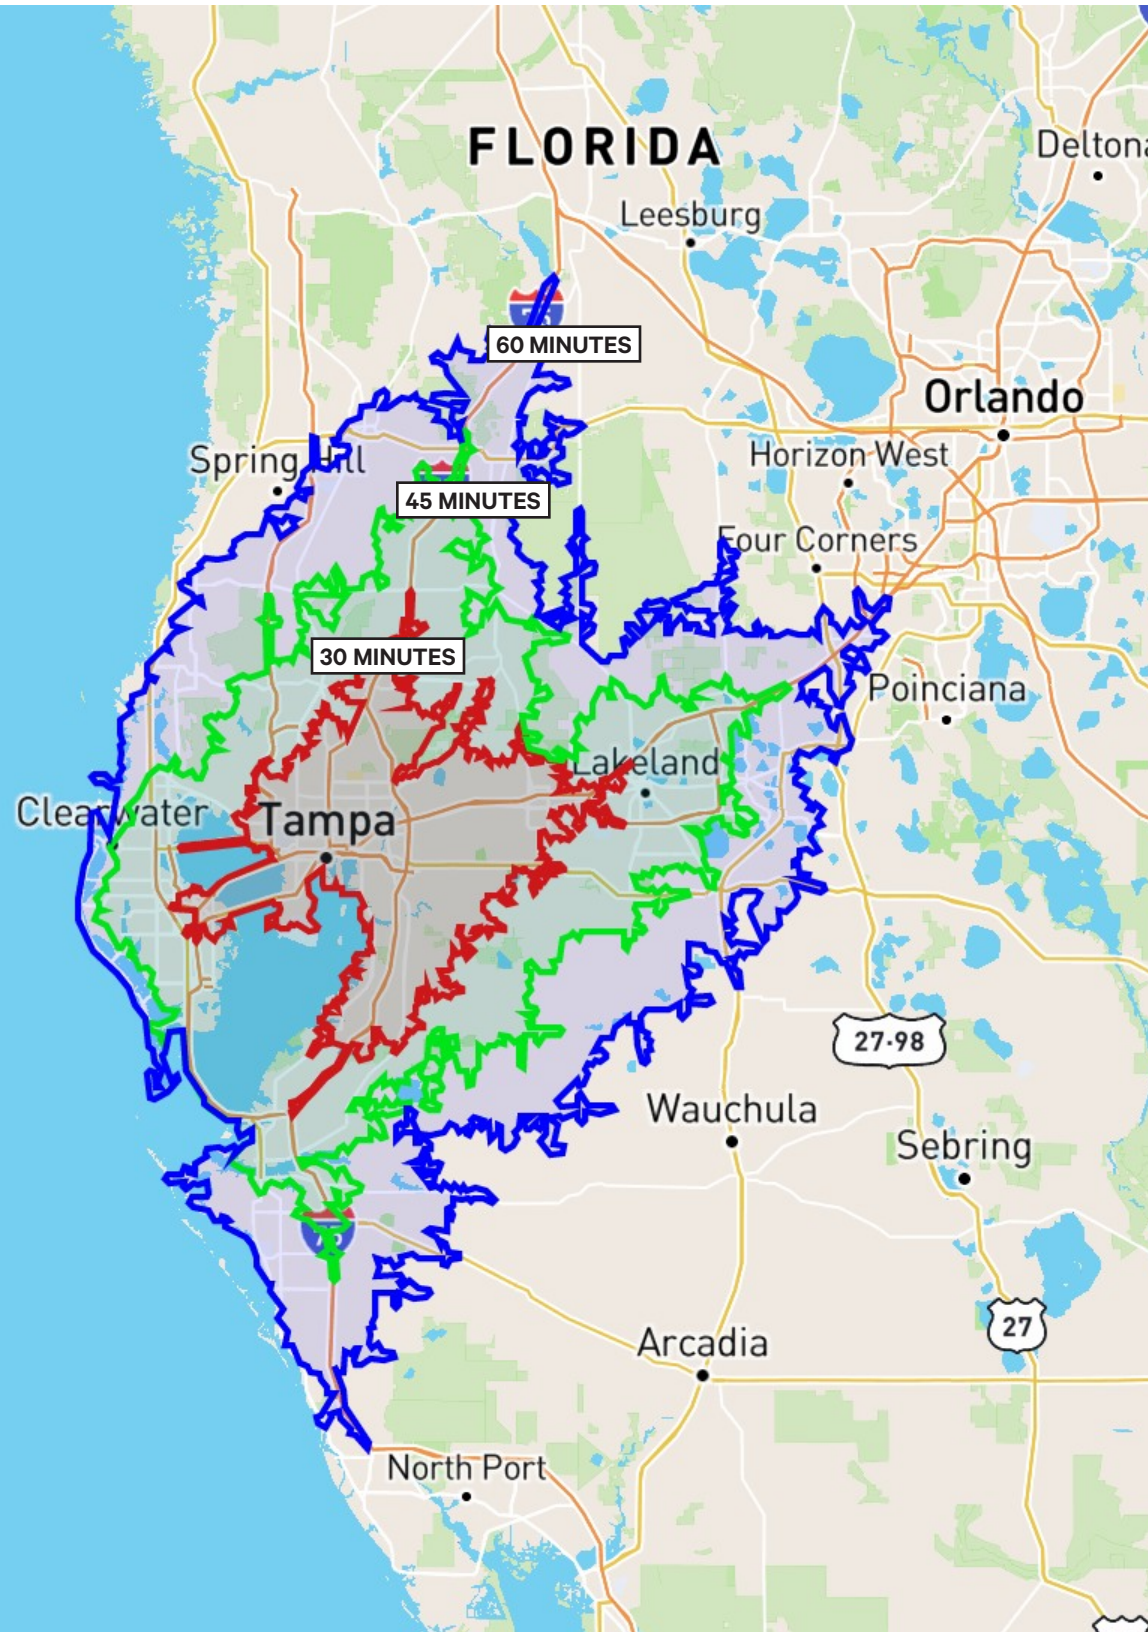 FLORIDA
Deltona
Leesburg
60 MINUTES
Orlando
Spring Hill
Horizon West
45 MINUTES
Four Corners
30 MINUTES
Poinciana
Lakeland
Clearwater
Tampa
27-98
Wauchula
Sebring
27
Arcadia
North Port